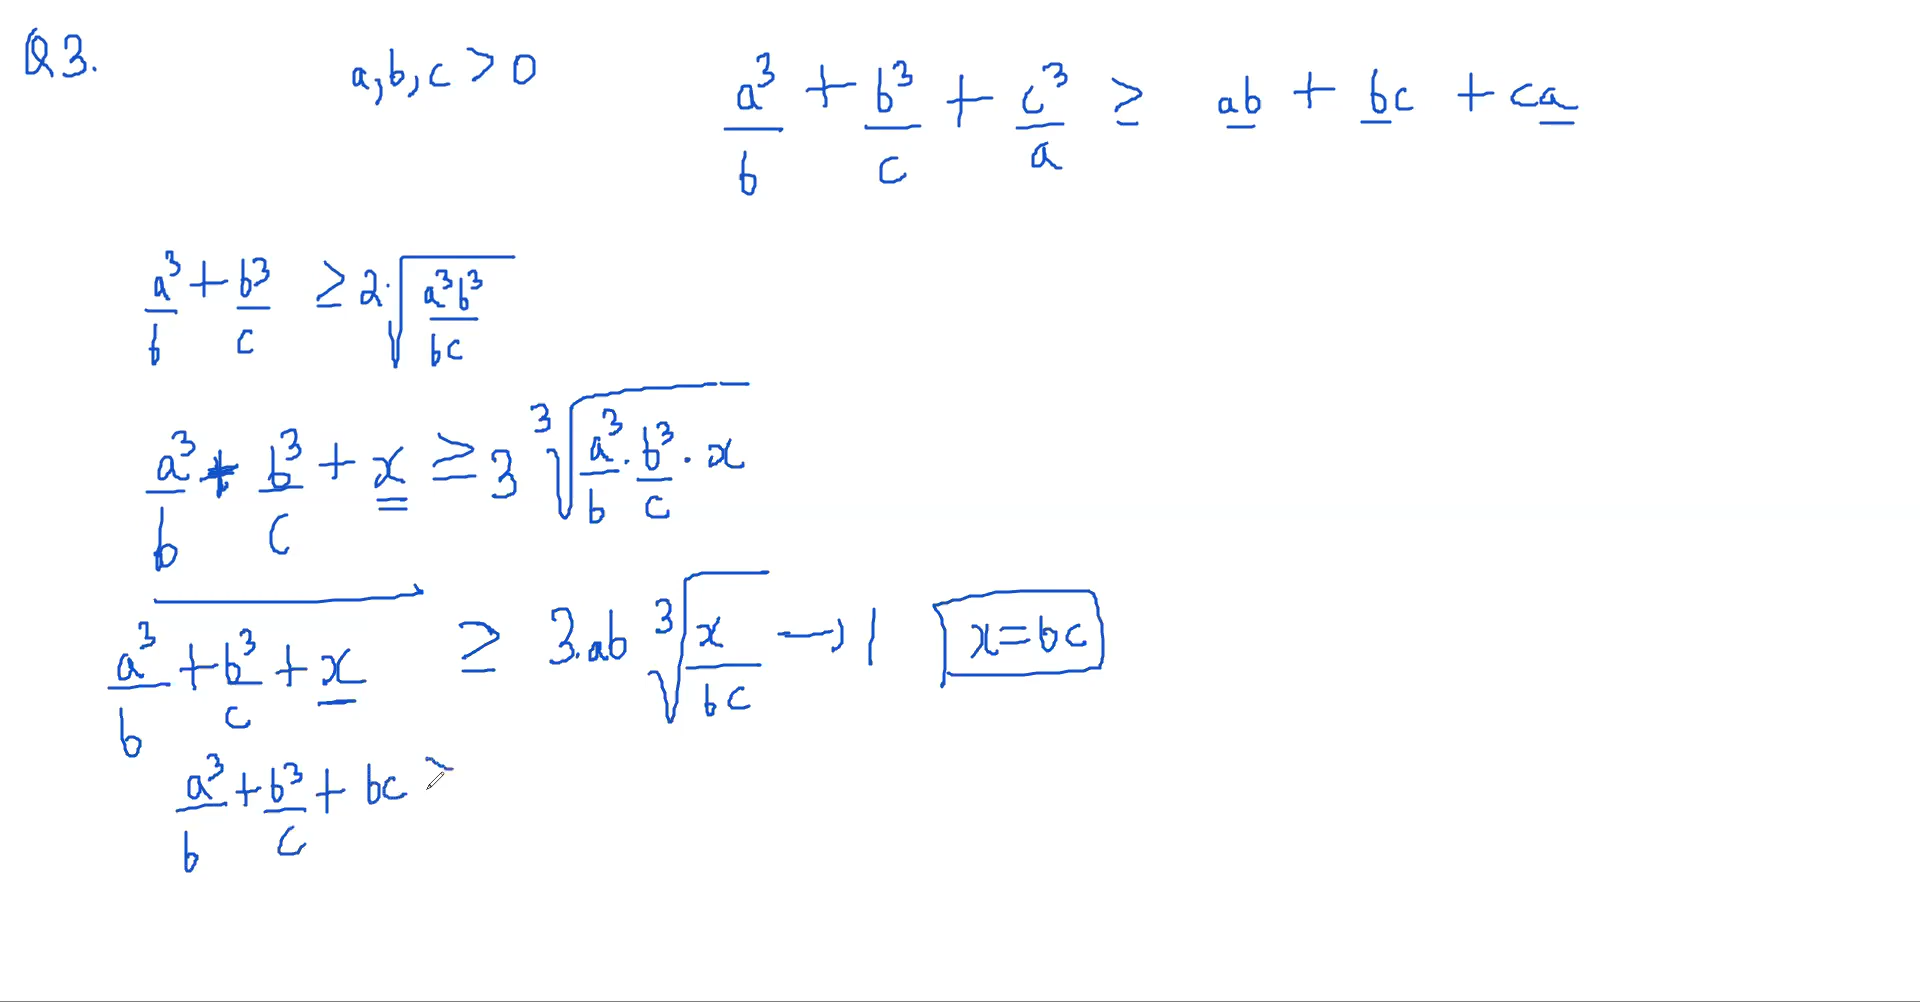 Q3. a,b,c > 0 a³/b + b³/c + c³/a ≥ ab + bc + ca
a³/b + b³/c ≥ 2·√(a³b³/bc)
a³/b + b³/c + x ≥ 3 ∛(a³/b · b³/c · x)
a³/b + b³/c + x ≥ 3.ab ∛(x/bc) → 1 x = bc
a³/b + b³/c + bc >